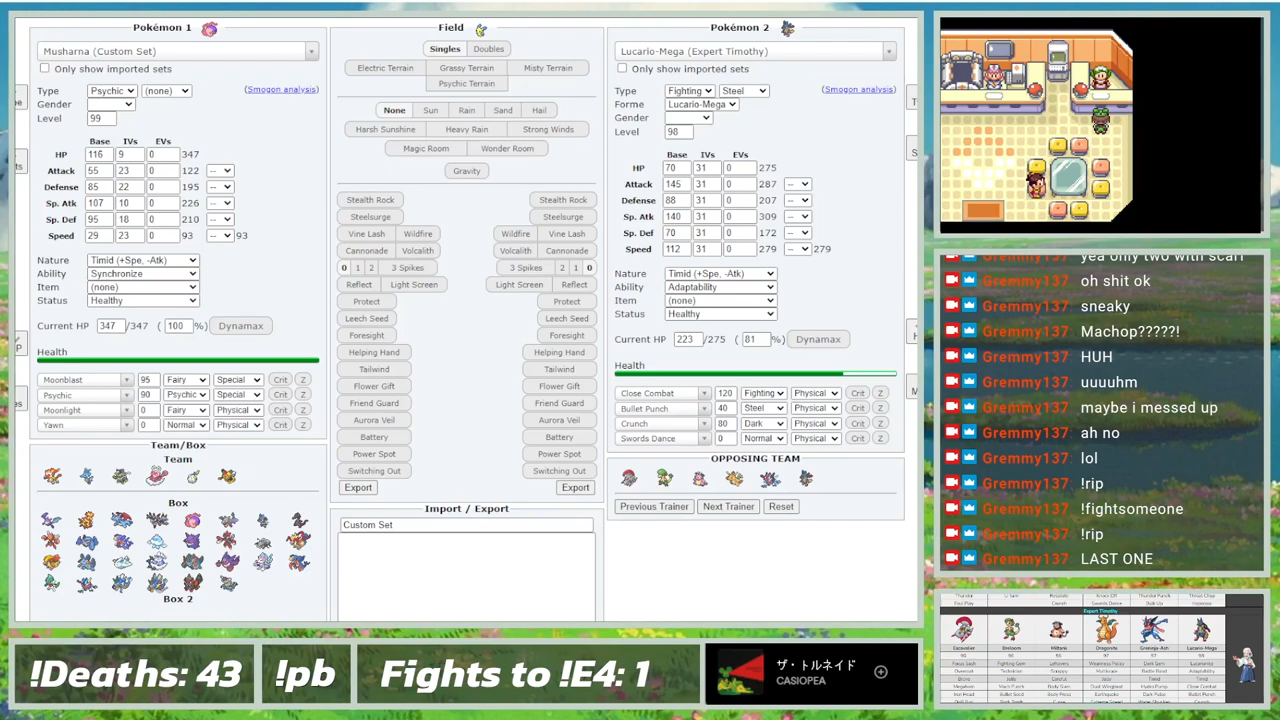 Pokémon 1
Musharna (Custom Set)
Only show imported sets
Type Psychic (none) (Smogon analysis)
Gender
Level 99
Base IVs EVs
HP 116 9 0 347
Attack 55 23 0 122 --
Defense 85 22 0 195 --
Sp. Atk 107 10 0 226 --
Sp. Def 95 18 0 210 --
Speed 29 23 0 93 -- 93
Nature Timid (+Spe, -Atk)
Ability Synchronize
Item (none)
Status Healthy
Current HP 347 /347 ( 100 %) Dynamax
Health
Moonblast 95 Fairy Special Crit Z
Psychic 90 Psychic Special Crit Z
Moonlight 0 Fairy Physical Crit Z
Yawn 0 Normal Physical Crit Z
Team/Box
Team
Box
Box 2
Field
Singles Doubles
Electric Terrain Grassy Terrain Misty Terrain
Psychic Terrain
None Sun Rain Sand Hail
Harsh Sunshine Heavy Rain Strong Winds
Magic Room Wonder Room
Gravity
Stealth Rock Stealth Rock
Steelsurge Steelsurge
Vine Lash Wildfire Wildfire Vine Lash
Cannonade Volcalith Volcalith Cannonade
0 1 2 3 Spikes 3 Spikes 2 1 0
Reflect Light Screen Light Screen Reflect
Protect Protect
Leech Seed Leech Seed
Foresight Foresight
Helping Hand Helping Hand
Tailwind Tailwind
Flower Gift Flower Gift
Friend Guard Friend Guard
Aurora Veil Aurora Veil
Battery Battery
Power Spot Power Spot
Switching Out Switching Out
Export Export
Import / Export
Custom Set
Pokémon 2
Lucario-Mega (Expert Timothy)
Only show imported sets
Type Fighting Steel (Smogon analysis)
Forme Lucario-Mega
Gender
Level 98
Base IVs EVs
HP 70 31 0 275
Attack 145 31 0 287 --
Defense 88 31 0 207 --
Sp. Atk 140 31 0 309 --
Sp. Def 70 31 0 172 --
Speed 112 31 0 279 -- 279
Nature Timid (+Spe, -Atk)
Ability Adaptability
Item (none)
Status Healthy
Current HP 223 /275 ( 81 %) Dynamax
Health
Close Combat 120 Fighting Physical Crit Z
Bullet Punch 40 Steel Physical Crit Z
Crunch 80 Dark Physical Crit Z
Swords Dance 0 Normal Physical Crit Z
OPPOSING TEAM
Previous Trainer Next Trainer Reset
Gremmy137: yea only two with scarf
Gremmy137: oh shit ok
Gremmy137: sneaky
Gremmy137: Machop?????!
Gremmy137: HUH
Gremmy137: uuuuhm
Gremmy137: maybe i messed up
Gremmy137: ah no
Gremmy137: lol
Gremmy137: !rip
Gremmy137: !fightsomeone
Gremmy137: !rip
Gremmy137: LAST ONE
Expert Timothy
Escavalier Breloom Miltank Dragonite Greninja-Ash Lucario-Mega
!Deaths: 43 - !pb
ザ・トルネイド
CASIOPEA